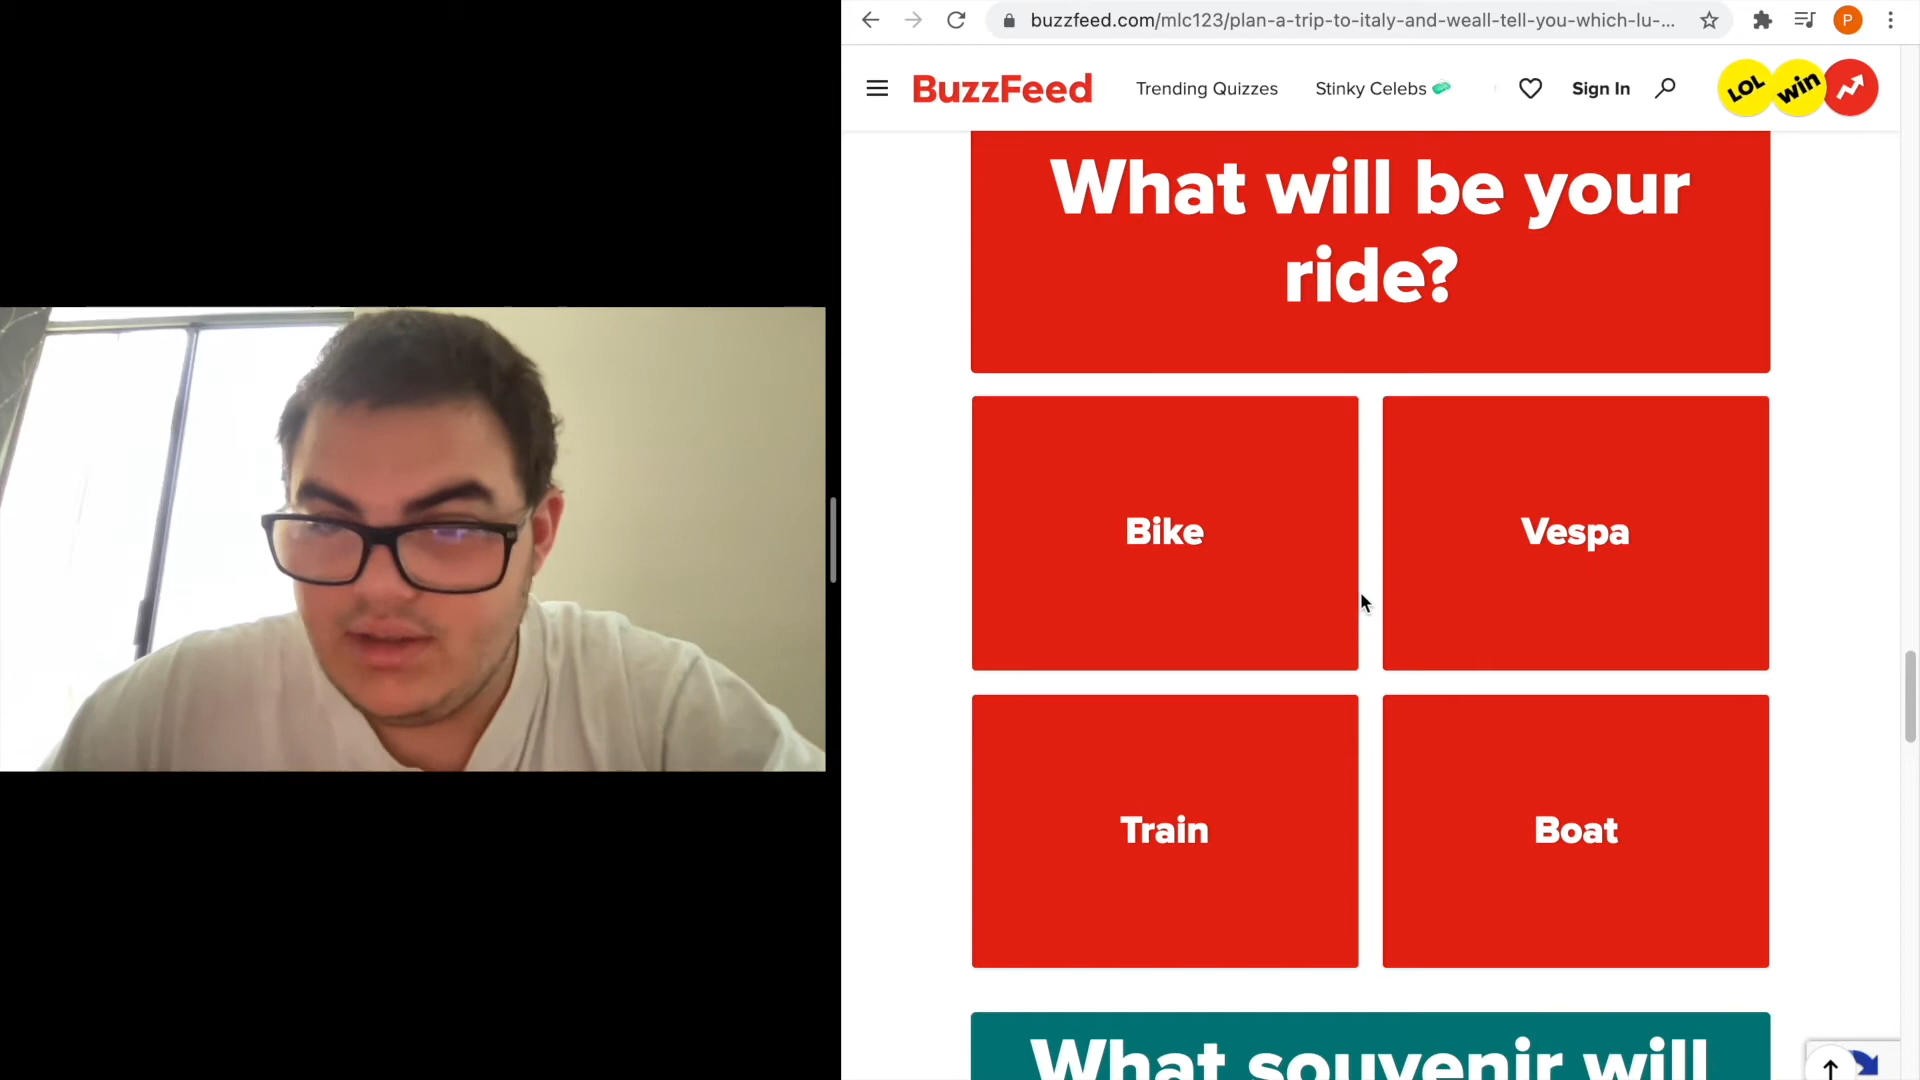 buzzfeed.com/mlc123/plan-a-trip-to-italy-and-weall-tell-you-which-lu-...
P
BuzzFeed
Trending Quizzes
Stinky Celebs
Sign In
LOL
win
What will be your
ride?
Bike
Vespa
Train
Boat
What souvenir will